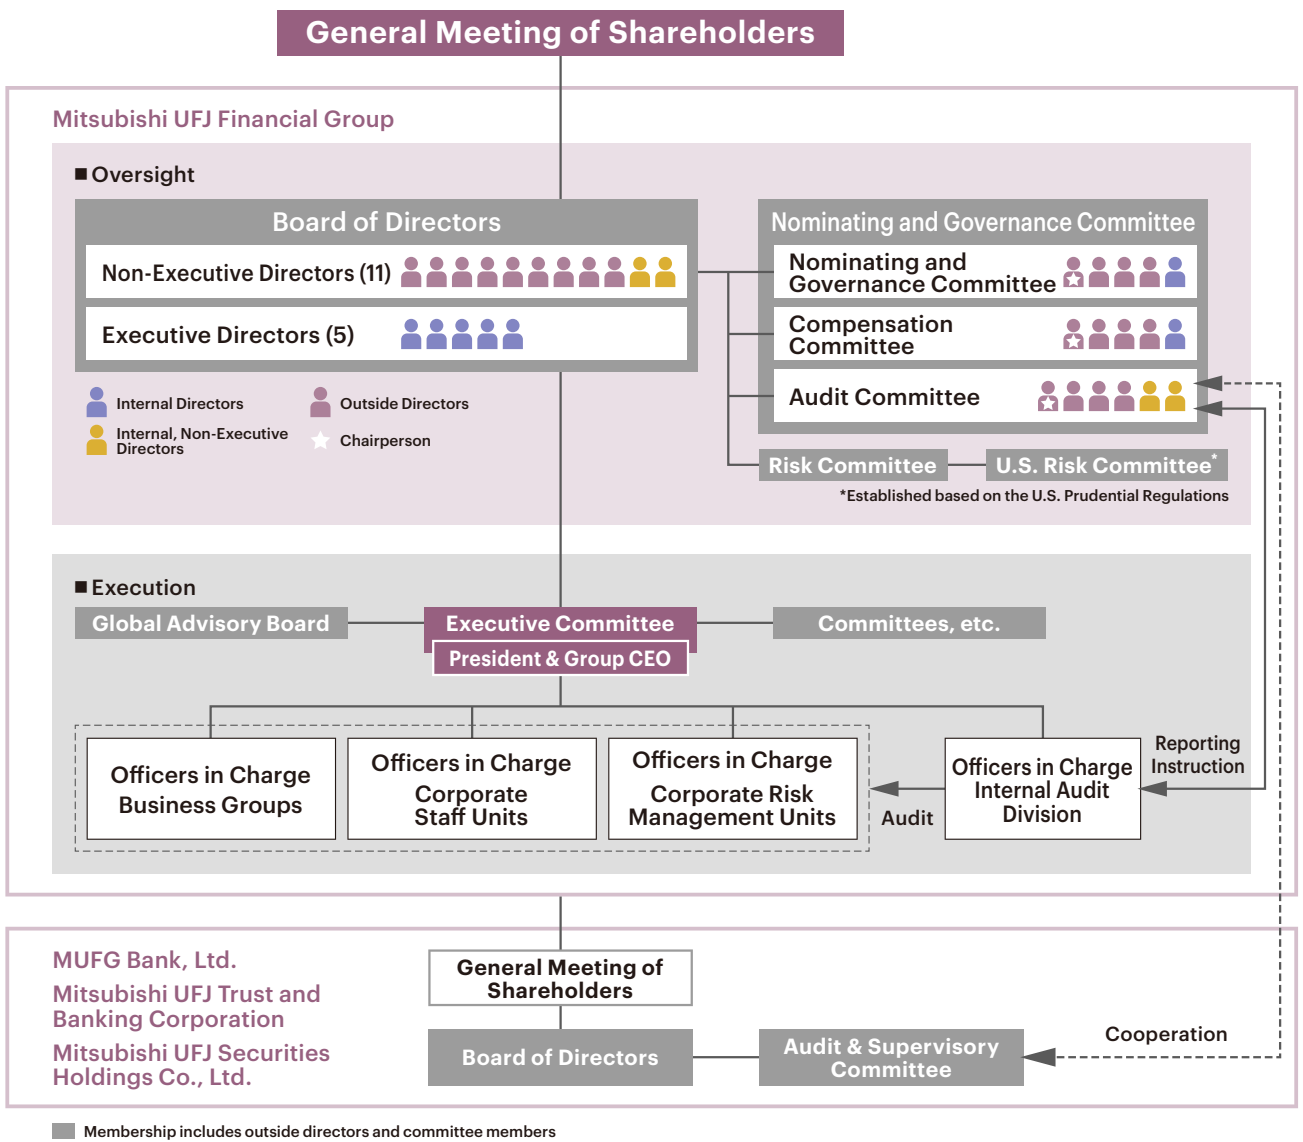 General Meeting of Shareholders
Mitsubishi UFJ Financial Group
Oversight
Board of Directors
Non-Executive Directors (11)
Executive Directors (5)
Internal Directors
Outside Directors
Internal, Non-Executive
Directors
Chairperson
Nominating and Governance Committee
Nominating and
Governance Committee
Compensation
Committee
Audit Committee
Risk Committee
U.S. Risk Committee*
*Established based on the U.S. Prudential Regulations
Execution
Global Advisory Board
Executive Committee
Committees, etc.
President & Group CEO
Officers in Charge
Business Groups
Officers in Charge
Corporate
Staff Units
Officers in Charge
Corporate Risk
Management Units
Audit
Officers in Charge
Internal Audit
Division
Reporting
Instruction
MUFG Bank, Ltd.
Mitsubishi UFJ Trust and
Banking Corporation
Mitsubishi UFJ Securities
Holdings Co., Ltd.
General Meeting of
Shareholders
Board of Directors
Audit & Supervisory
Committee
Cooperation
Membership includes outside directors and committee members